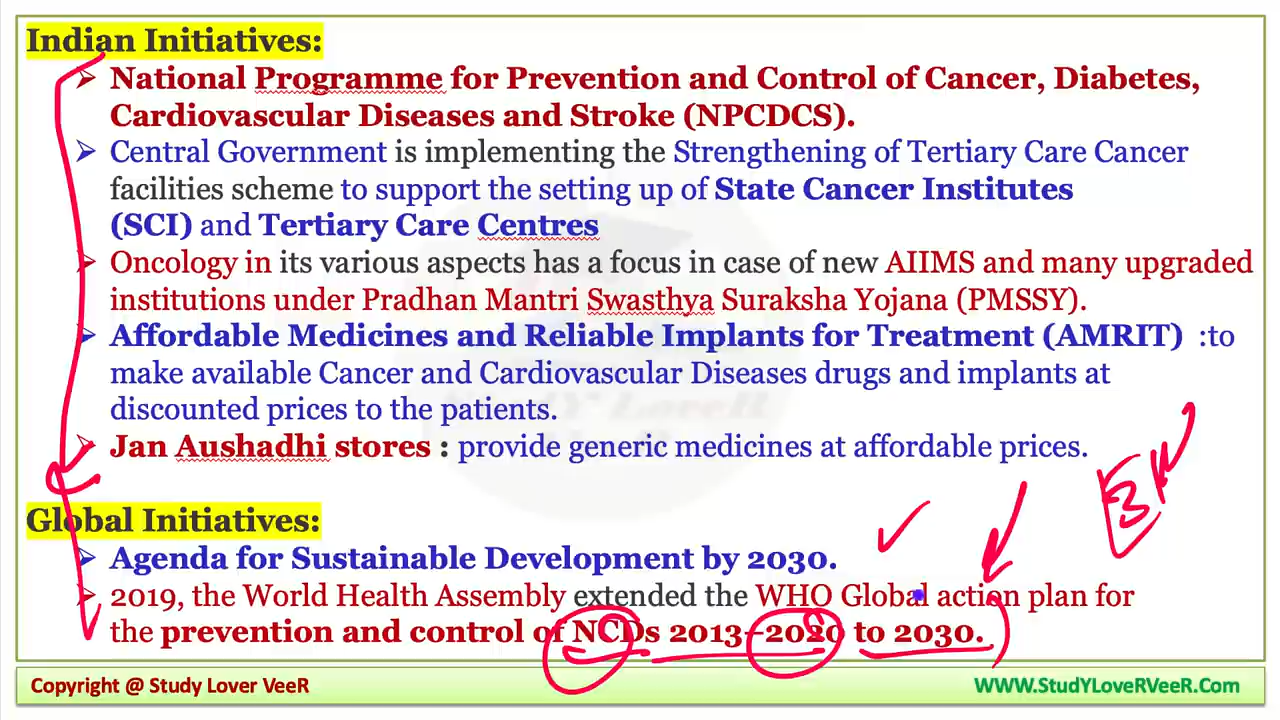 Indian Initiatives:
➢ National Programme for Prevention and Control of Cancer, Diabetes,
Cardiovascular Diseases and Stroke (NPCDCS).
➢ Central Government is implementing the Strengthening of Tertiary Care Cancer
facilities scheme to support the setting up of State Cancer Institutes
(SCI) and Tertiary Care Centres
➢ Oncology in its various aspects has a focus in case of new AIIMS and many upgraded
institutions under Pradhan Mantri Swasthya Suraksha Yojana (PMSSY).
➢ Affordable Medicines and Reliable Implants for Treatment (AMRIT) :to
make available Cancer and Cardiovascular Diseases drugs and implants at
discounted prices to the patients.
➢ Jan Aushadhi stores : provide generic medicines at affordable prices.
Global Initiatives:
➢ Agenda for Sustainable Development by 2030.
➢ 2019, the World Health Assembly extended the WHO Global action plan for
the prevention and control of NCDs 2013–2020 to 2030.
Copyright @ Study Lover VeeR
WWW.StudyLoveRVeeR.Com